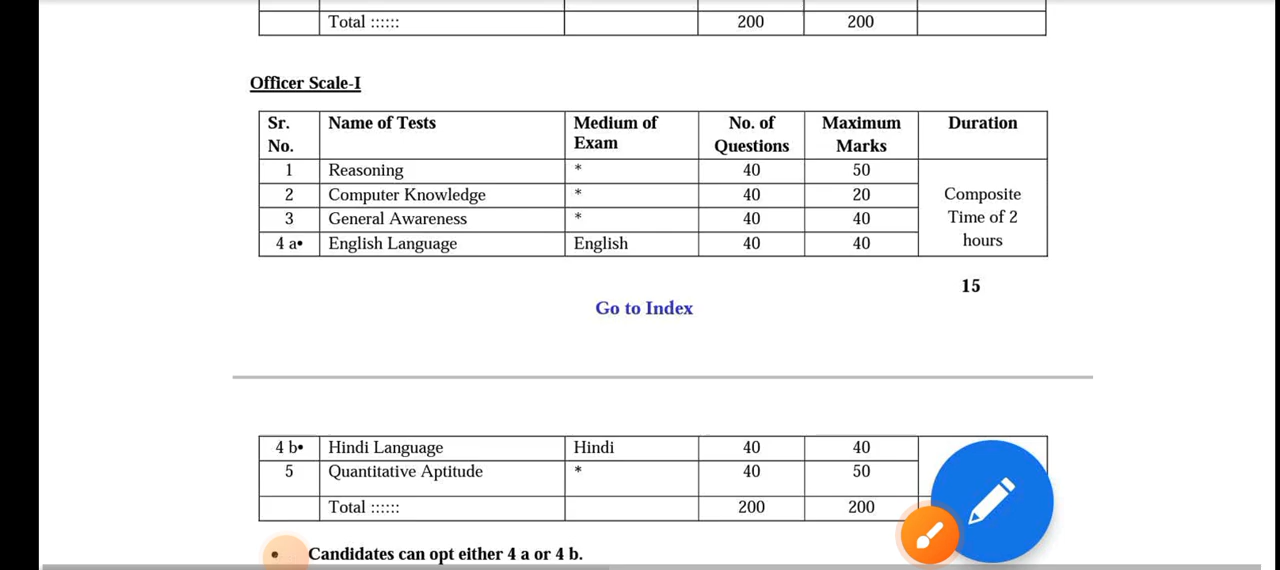 Total ::::::  200  200
Officer Scale-I
Sr. No.  Name of Tests  Medium of Exam  No. of Questions  Maximum Marks  Duration
1  Reasoning  *  40  50  Composite Time of 2 hours
2  Computer Knowledge  *  40  20
3  General Awareness  *  40  40
4 a•  English Language  English  40  40
15
Go to Index
4 b•  Hindi Language  Hindi  40  40
5  Quantitative Aptitude  *  40  50
Total ::::::  200  200
• Candidates can opt either 4 a or 4 b.